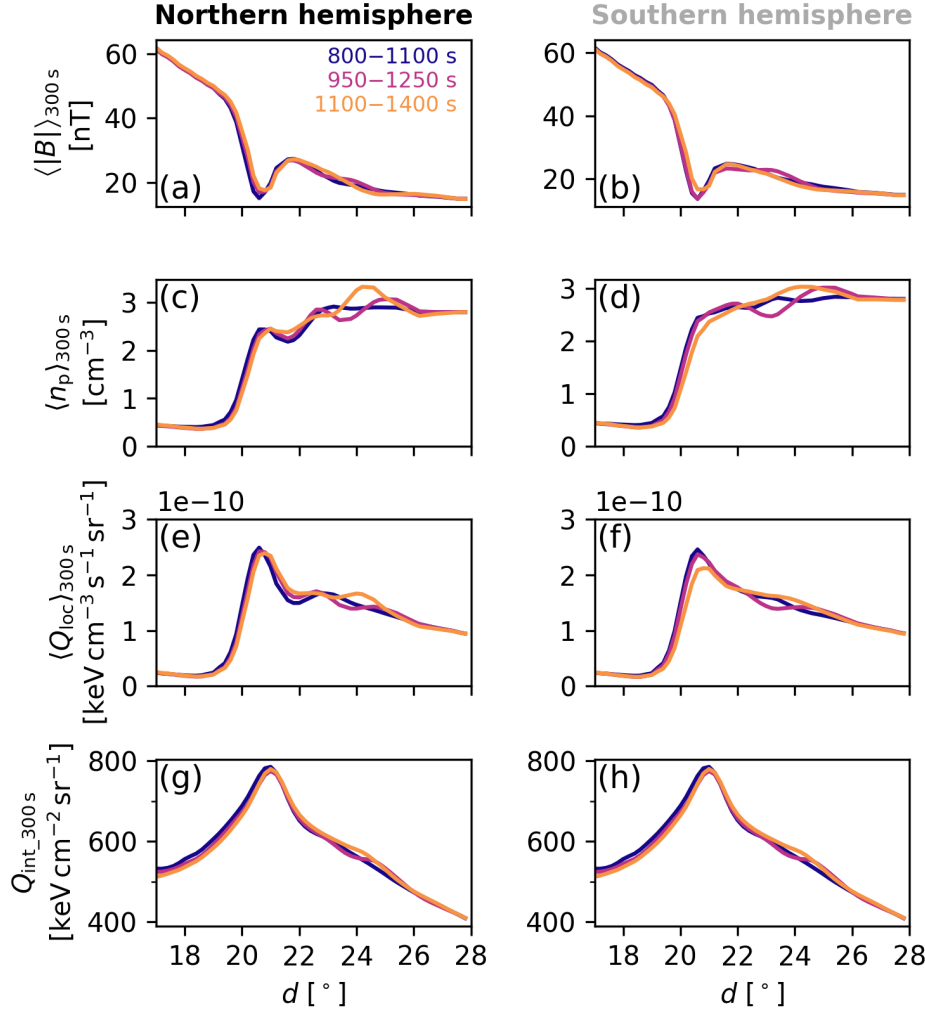 Northern hemisphere
Southern hemisphere
⟨|B|⟩300 s
[nT]
60
40
20
800−1100 s
950−1250 s
1100−1400 s
(a)
60
40
20
(b)
⟨np⟩300 s
[cm−3]
3
2
1
0
(c)
3
2
1
0
(d)
⟨Qloc⟩300 s
[keV cm−3 s−1 sr−1]
1e−10
3
2
1
0
(e)
1e−10
3
2
1
0
(f)
Qint_300 s
[keV cm−2 sr−1]
800
600
400
(g)
18 20 22 24 26 28
d [°]
800
600
400
(h)
18 20 22 24 26 28
d [°]